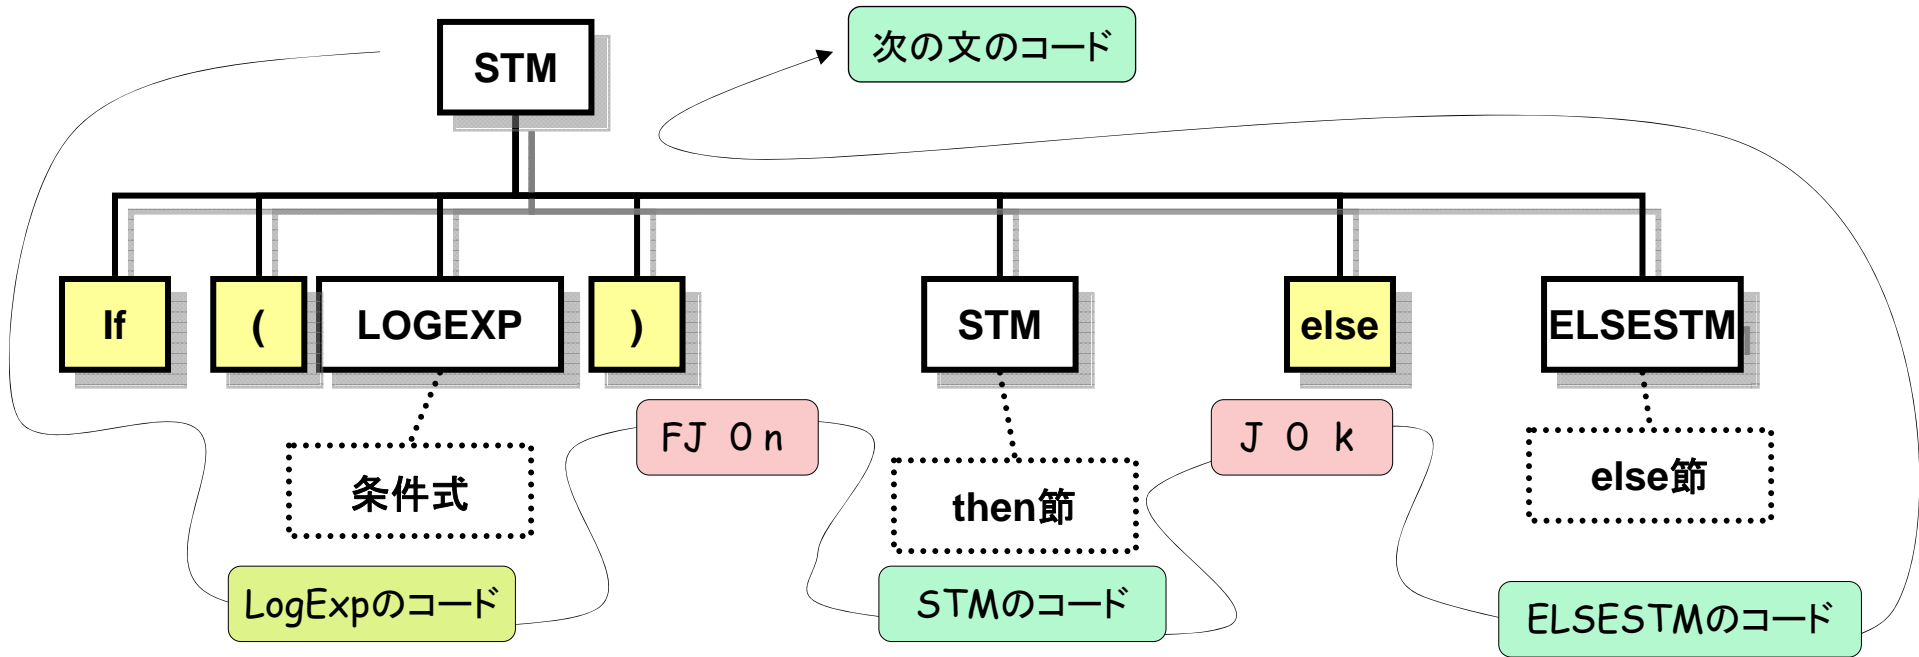 STM
次の文のコード
If
(
LOGEXP
)
STM
else
ELSESTM
条件式
FJ 0 n
then節
J 0 k
else節
LogExpのコード
STMのコード
ELSESTMのコード